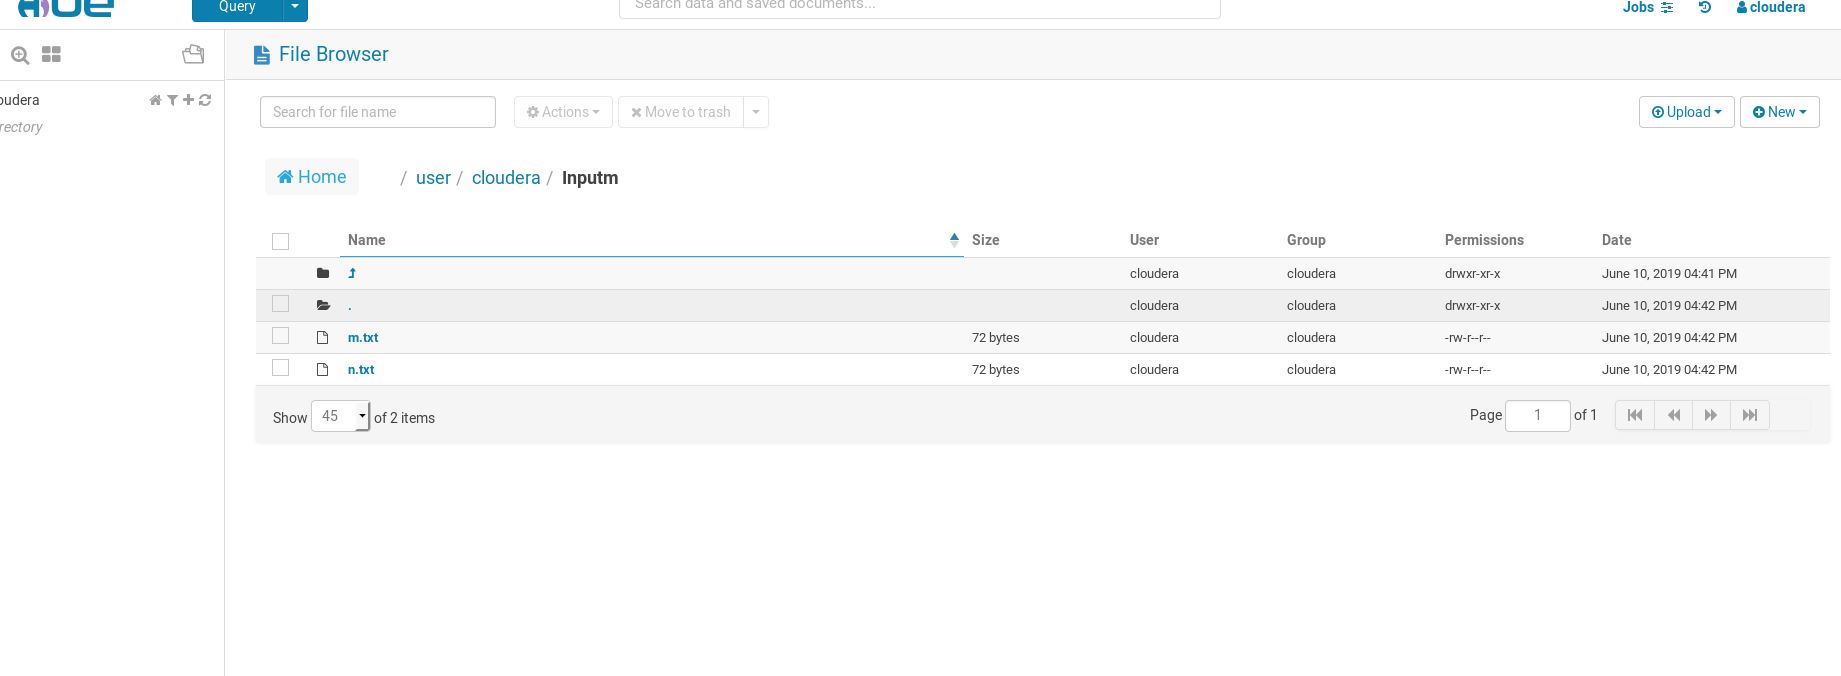 Query
Search data and saved documents...
Jobs
cloudera
File Browser
oudera
rectory
Search for file name
Actions
Move to trash
Upload
New
Home / user / cloudera / Inputm
Name Size User Group Permissions Date
cloudera cloudera drwxr-xr-x June 10, 2019 04:41 PM
. cloudera cloudera drwxr-xr-x June 10, 2019 04:42 PM
m.txt 72 bytes cloudera cloudera -rw-r--r-- June 10, 2019 04:42 PM
n.txt 72 bytes cloudera cloudera -rw-r--r-- June 10, 2019 04:42 PM
Show 45 of 2 items
Page 1 of 1